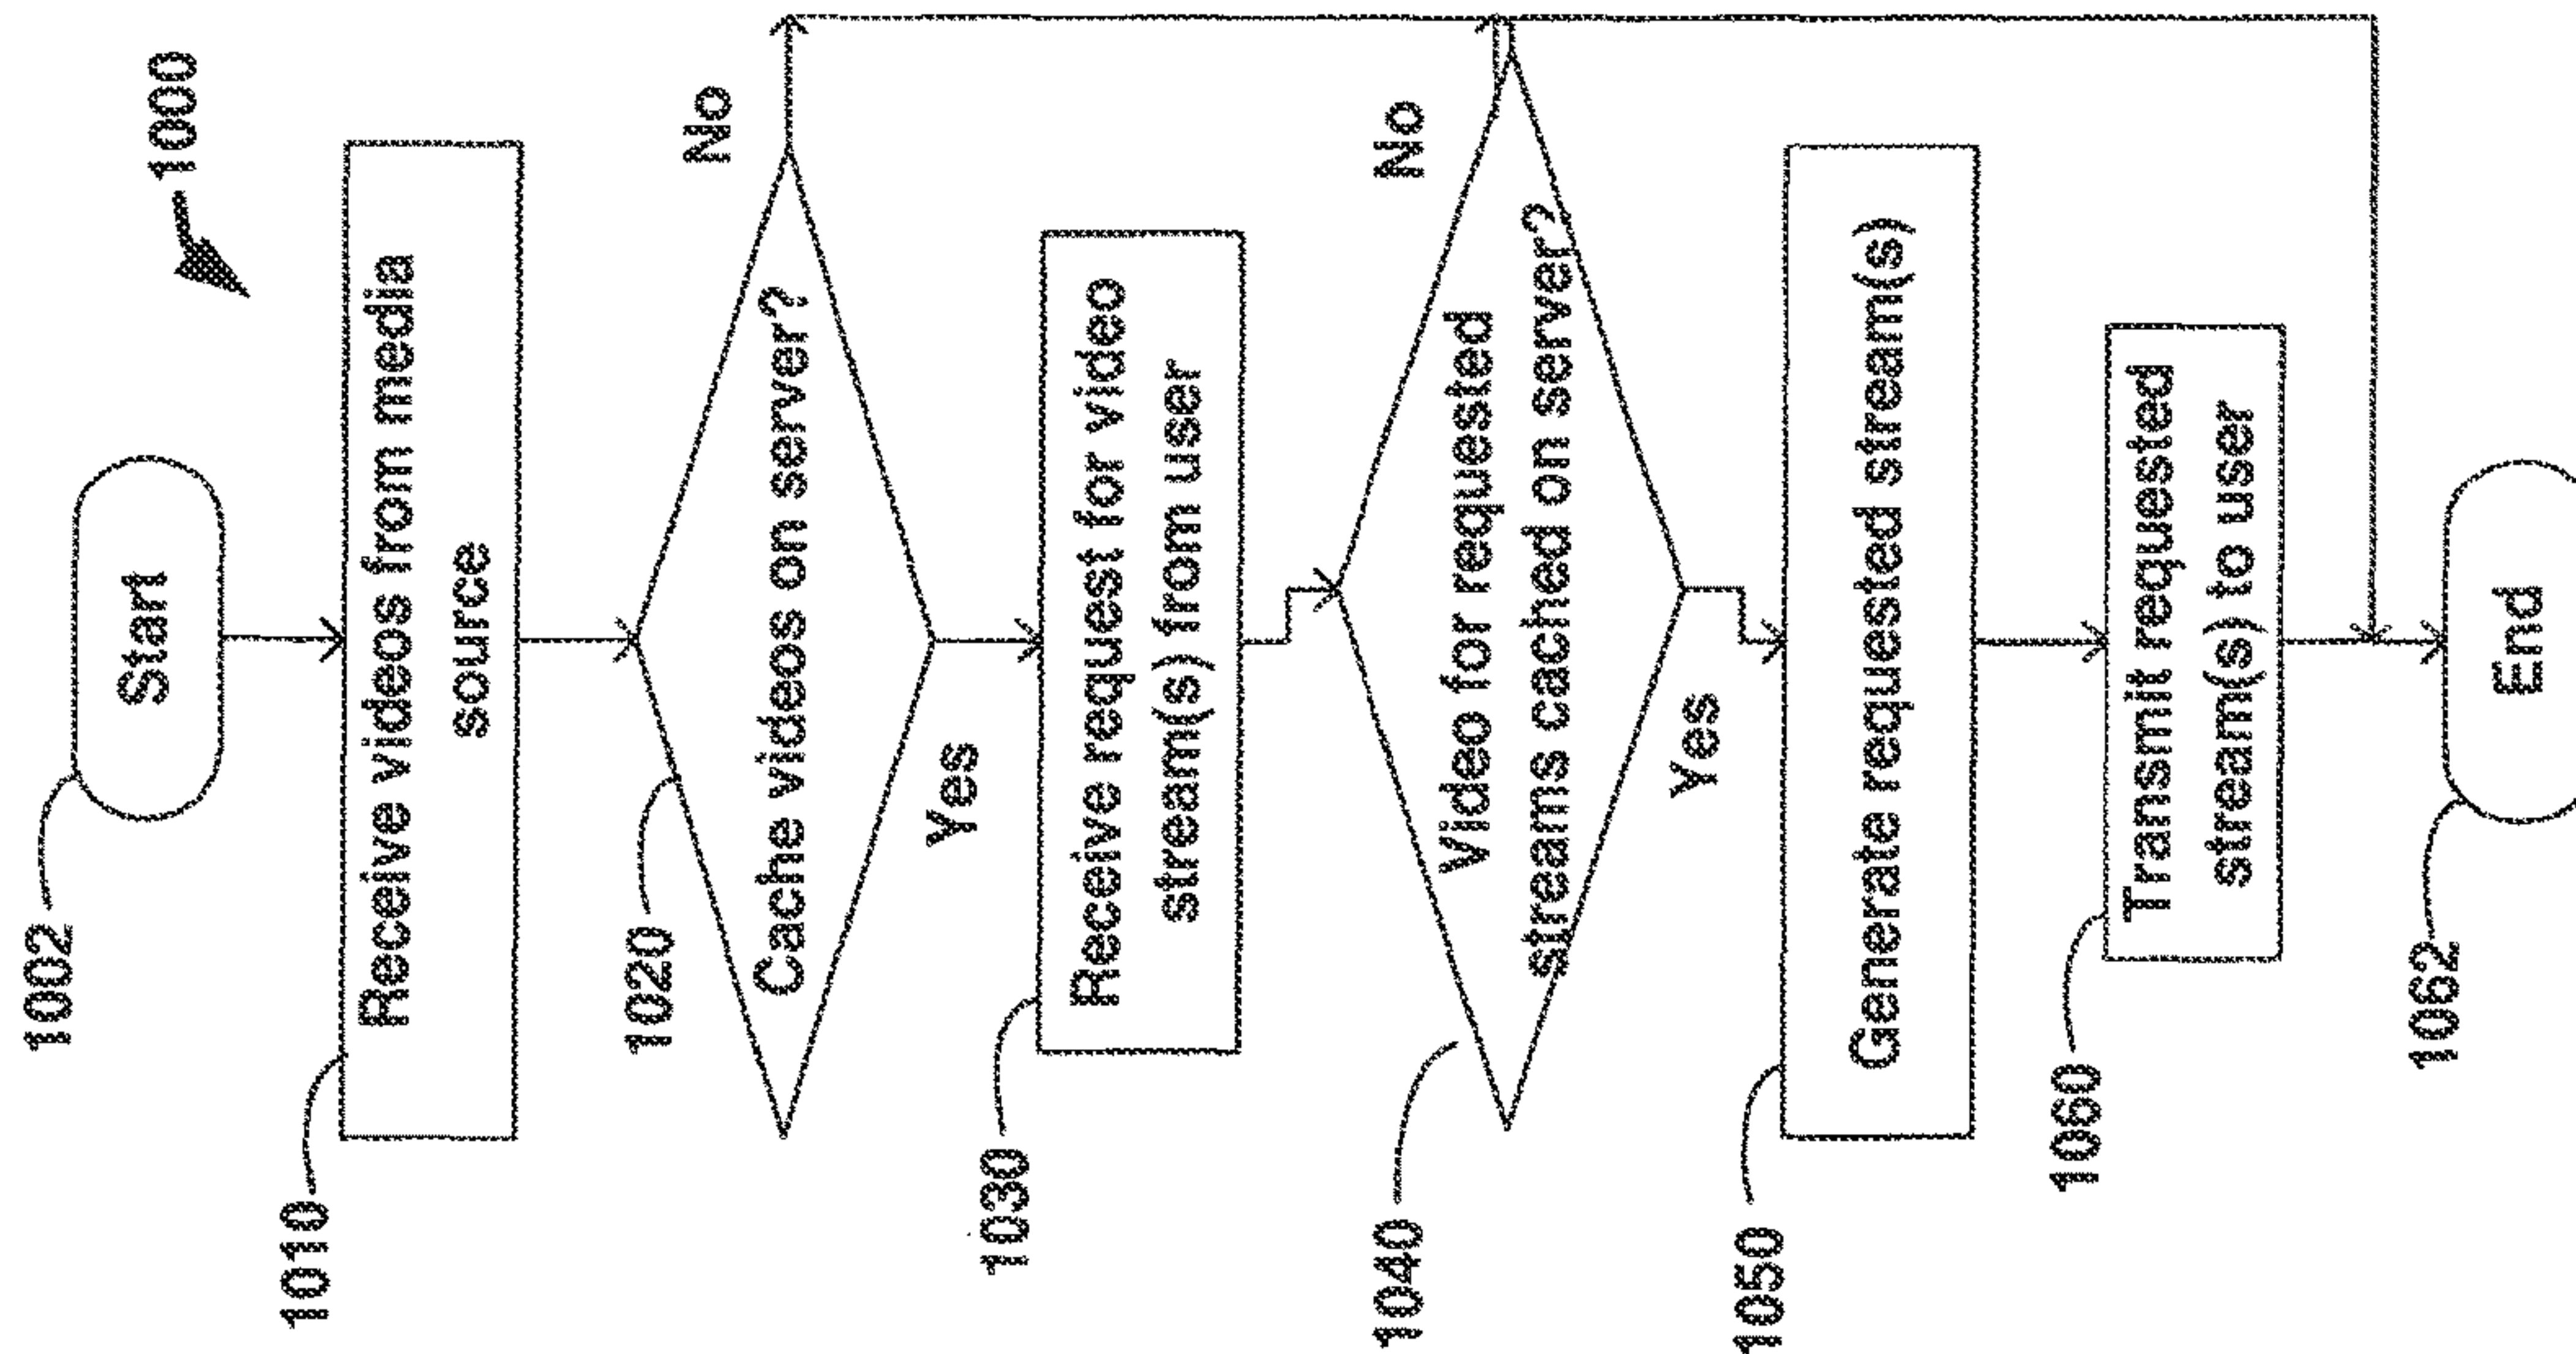 1000
1002
Start
1010
Receive videos from media
source
1020
Cache videos on server?
No
Yes
1030
Receive request for video
stream(s) from user
1040
Video for requested
streams cached on server?
No
Yes
1050
Generate requested stream(s)
1060
Transmit requested
stream(s) to user
1062
End